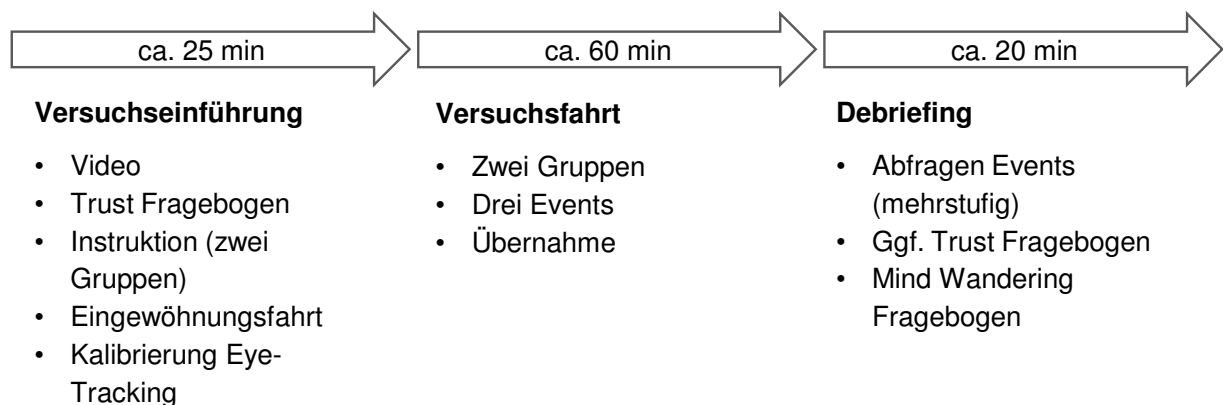 ca. 25 min
ca. 60 min
ca. 20 min
Versuchseinführung
• Video
• Trust Fragebogen
• Instruktion (zwei
Gruppen)
• Eingewöhnungsfahrt
• Kalibrierung Eye-
Tracking
Versuchsfahrt
• Zwei Gruppen
• Drei Events
• Übernahme
Debriefing
• Abfragen Events
(mehrstufig)
• Ggf. Trust Fragebogen
• Mind Wandering
Fragebogen